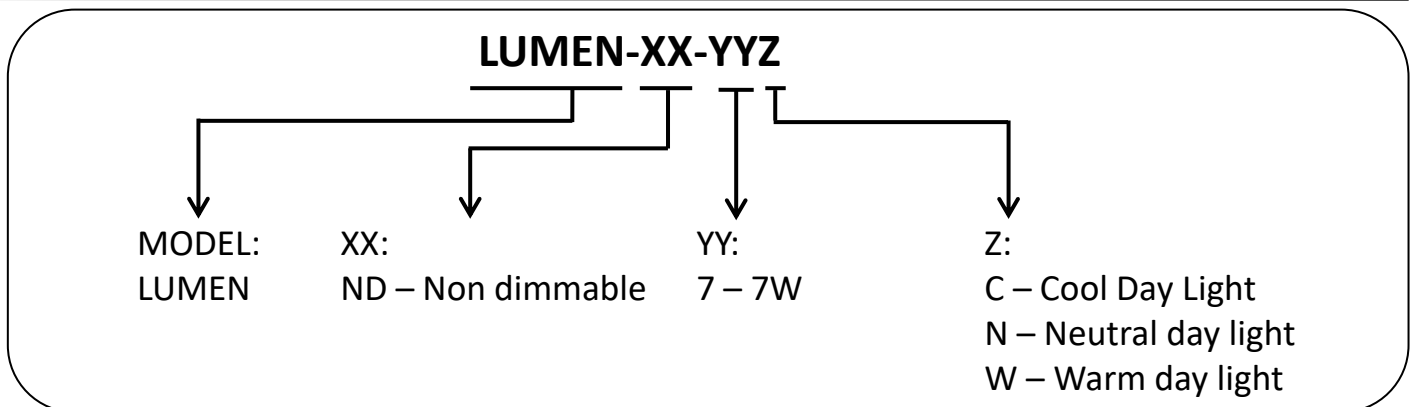 LUMEN-XX-YYZ
MODEL:
LUMEN
XX:
ND – Non dimmable
YY:
7 – 7W
Z:
C – Cool Day Light
N – Neutral day light
W – Warm day light